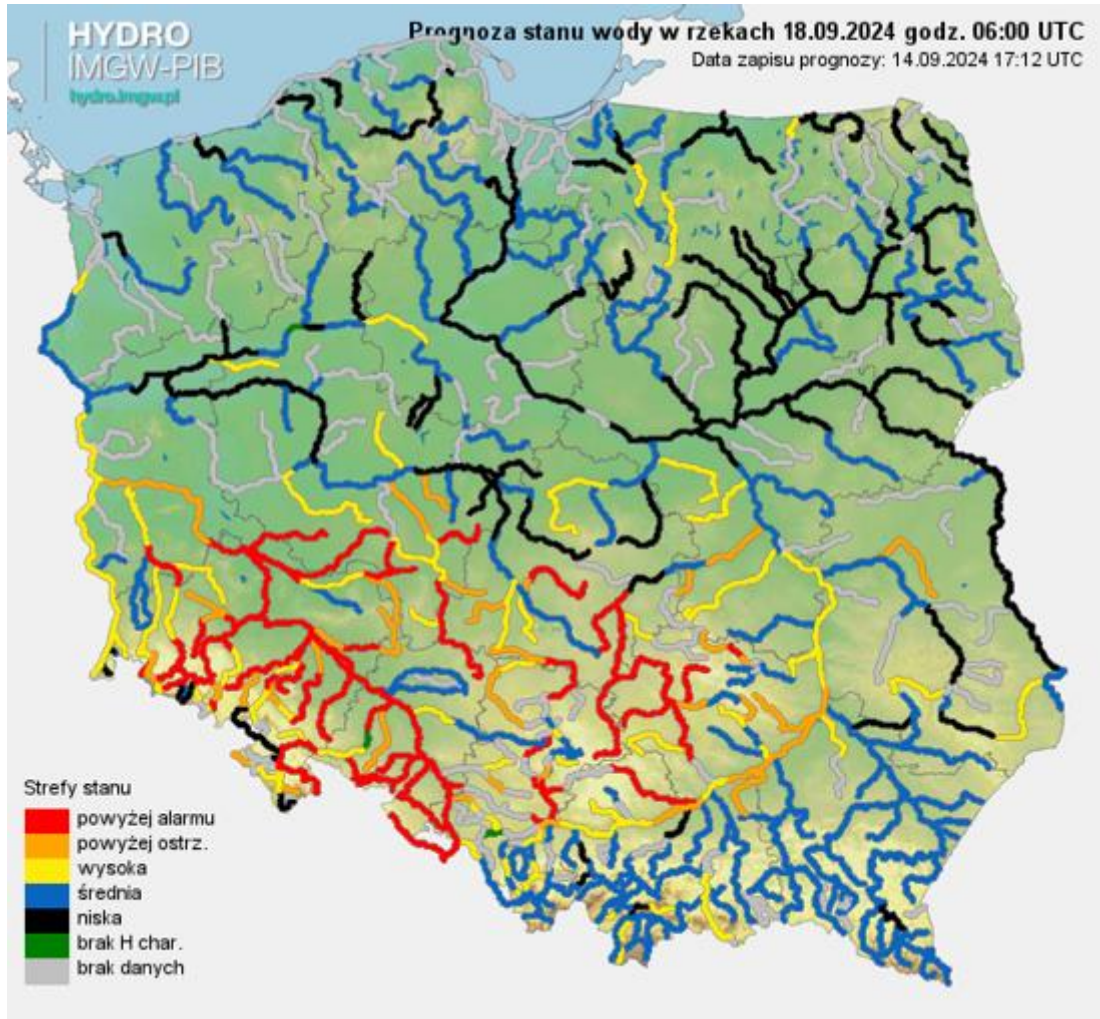 HYDRO
IMGW-PIB
hydro.imgw.pl
Prognoza stanu wody w rzekach 18.09.2024 godz. 06:00 UTC
Data zapisu prognozy: 14.09.2024 17:12 UTC
Strefy stanu
powyżej alarmu
powyżej ostrz.
wysoka
średnia
niska
brak H char.
brak danych